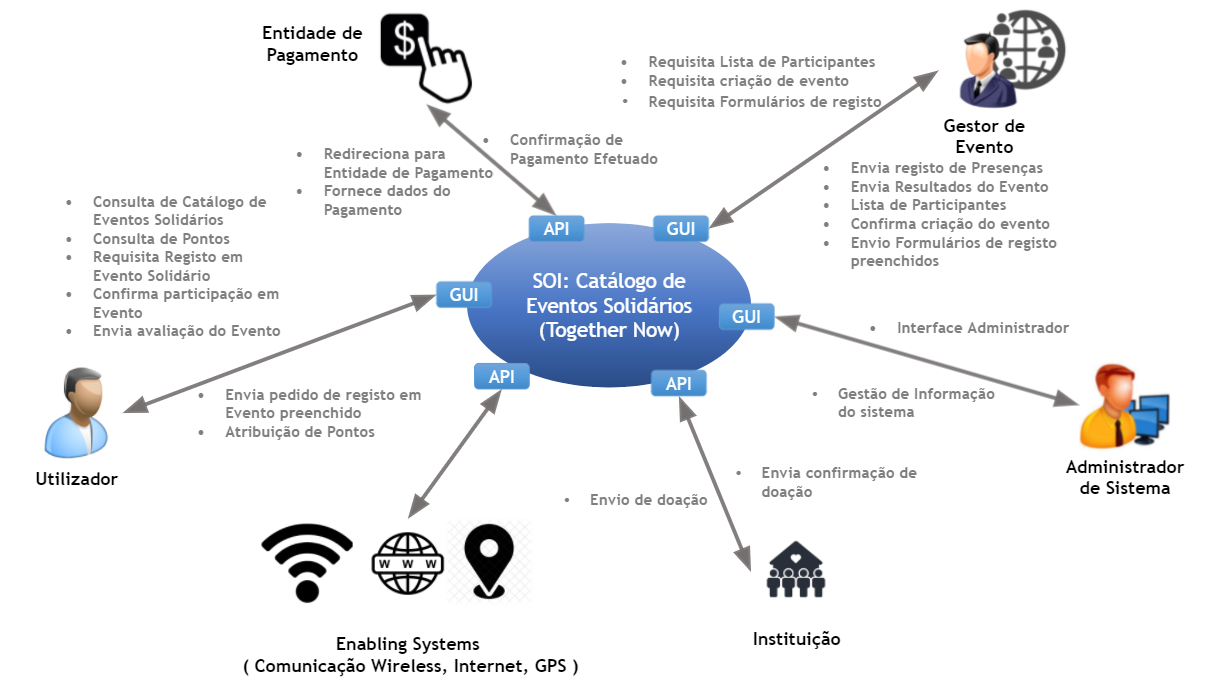 Entidade de
Pagamento
$
• Requisita Lista de Participantes
• Requisita criação de evento
• Requisita Formulários de registo
Gestor de
Evento
• Confirmação de
Pagamento Efetuado
• Redireciona para
Entidade de Pagamento
• Fornece dados do
Pagamento
• Envia registo de Presenças
• Envia Resultados do Evento
• Lista de Participantes
• Confirma criação do evento
• Envio Formulários de registo
preenchidos
• Consulta de Catálogo de
Eventos Solidários
• Consulta de Pontos
• Requisita Registo em
Evento Solidário
• Confirma participação em
Evento
• Envia avaliação do Evento
API
GUI
GUI
SOI: Catálogo de
Eventos Solidários
(Together Now)
GUI
API
API
• Interface Administrador
• Gestão de Informação
do sistema
Administrador
de Sistema
• Envia pedido de registo em
Evento preenchido
• Atribuição de Pontos
Utilizador
• Envio de doação
• Envia confirmação de
doação
W W W
Enabling Systems
( Comunicação Wireless, Internet, GPS )
Instituição